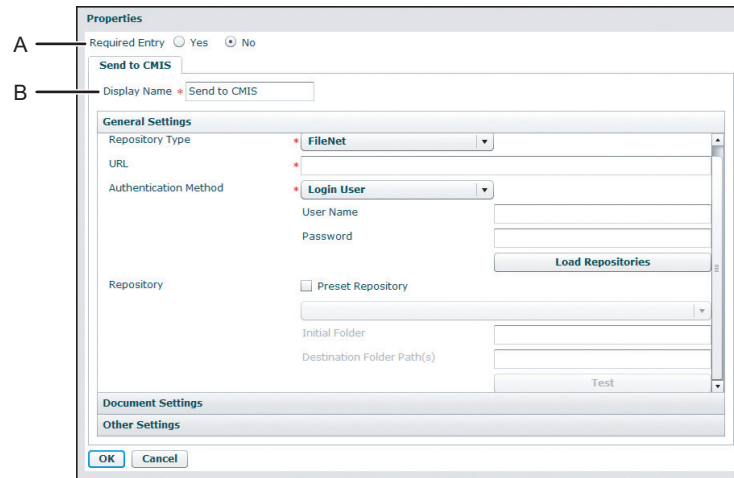 Properties
A Required Entry Yes No
Send to CMIS
B Display Name * Send to CMIS
General Settings
Repository Type * FileNet
URL *
Authentication Method * Login User
User Name
Password
Load Repositories
Repository Preset Repository
Initial Folder
Destination Folder Path(s)
Test
Document Settings
Other Settings
OK Cancel